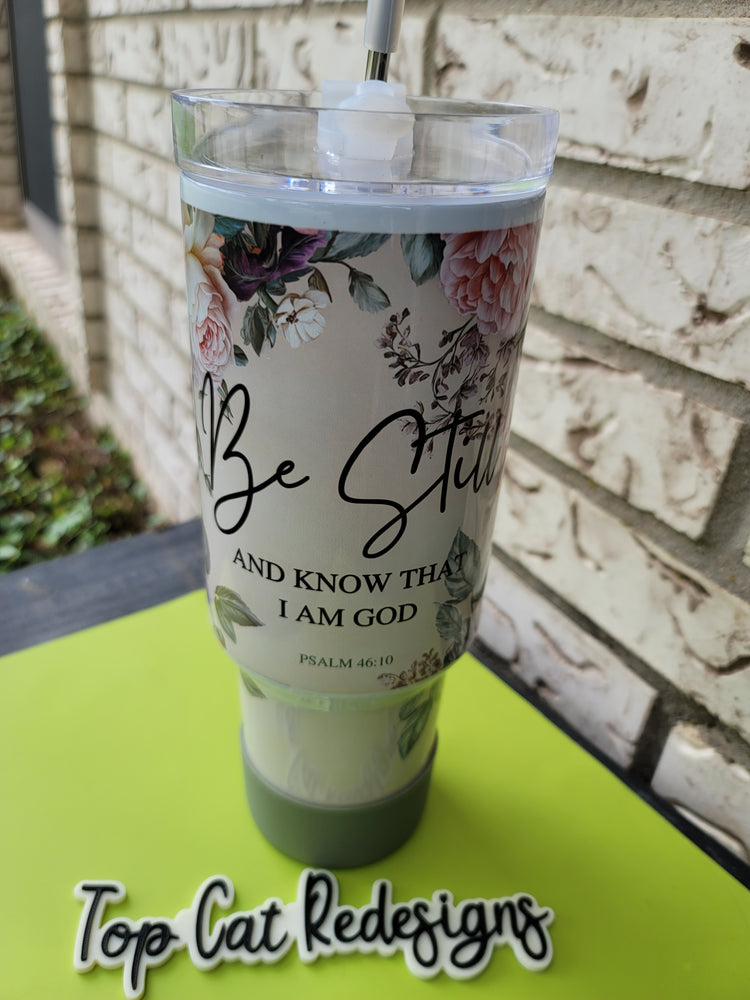 Be Still
AND KNOW THAT
I AM GOD
PSALM 46:10
Top Cat Redesigns